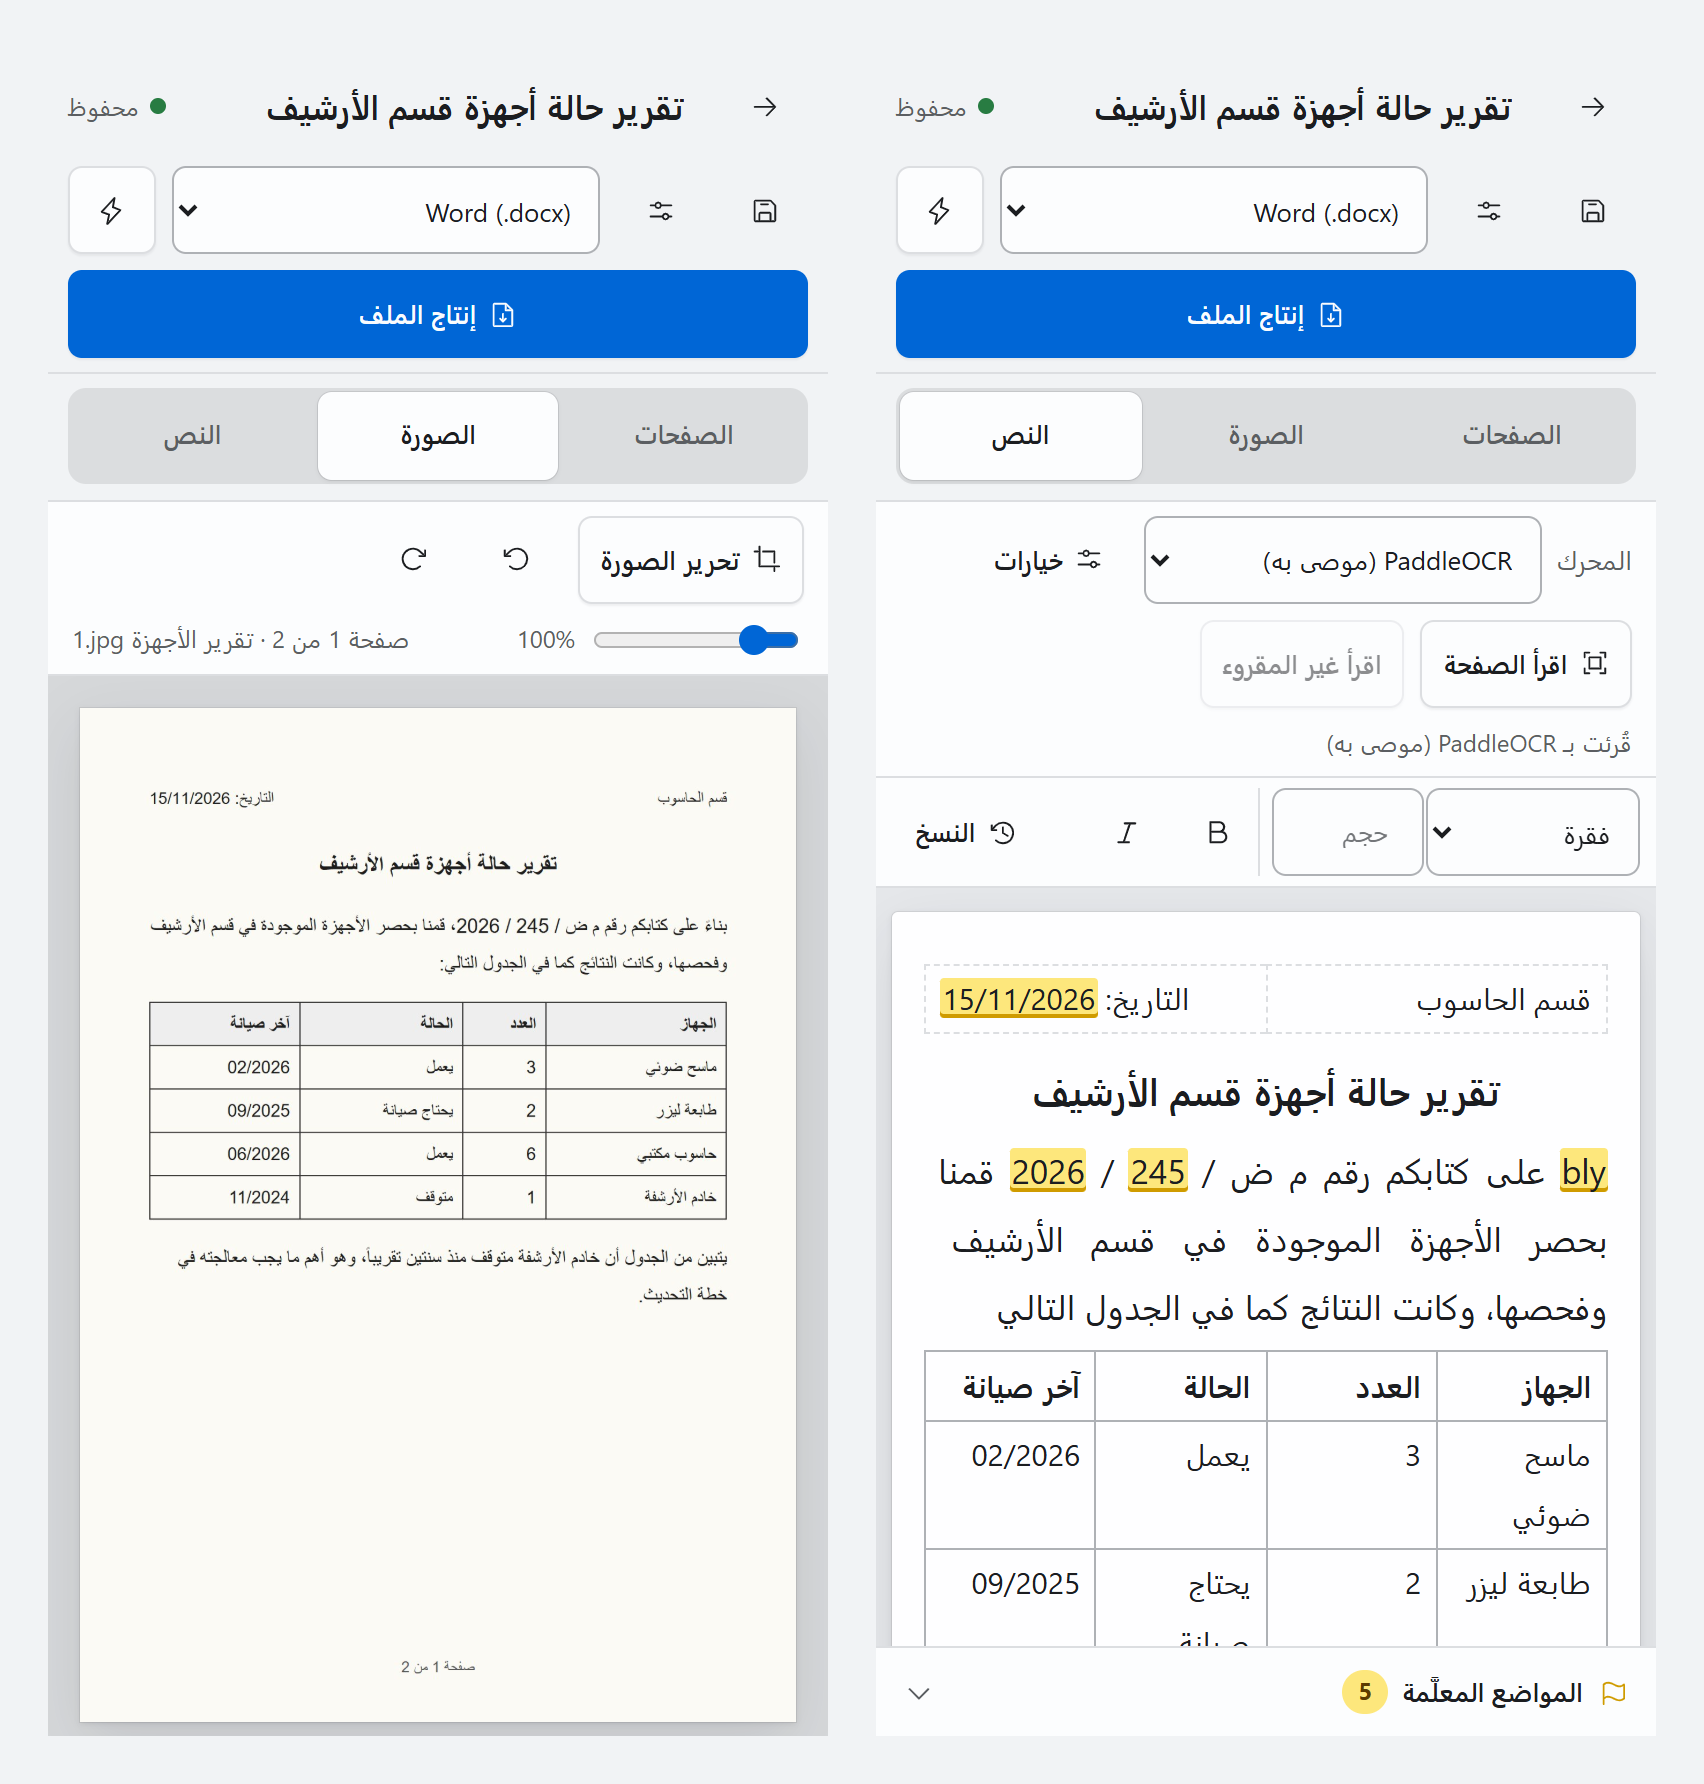 تقرير حالة أجهزة قسم الأرشيف
محفوظ
Word (.docx)
إنتاج الملف
الصفحات
الصورة
النص
المحرك
PaddleOCR (موصى به)
خيارات
اقرأ الصفحة
اقرأ غير المقروء
قُرئت بـ PaddleOCR (موصى به)
فقرة
حجم
B
I
النسخ
قسم الحاسوب
التاريخ: 15/11/2026
تقرير حالة أجهزة قسم الأرشيف
bly على كتابكم رقم م ض / 245 / 2026 قمنا
بحصر الأجهزة الموجودة في قسم الأرشيف
وفحصها، وكانت النتائج كما في الجدول التالي
الجهاز العدد الحالة آخر صيانة
ماسح ضوئي 3 يعمل 02/2026
طابعة ليزر 2 يحتاج صيانة 09/2025
المواضع المعلَّمة 5
تقرير حالة أجهزة قسم الأرشيف
محفوظ
Word (.docx)
إنتاج الملف
الصفحات
الصورة
النص
تحرير الصورة
100%
صفحة 1 من 2 · تقرير الأجهزة 1.jpg
قسم الحاسوب
التاريخ: 15/11/2026
تقرير حالة أجهزة قسم الأرشيف
بناءً على كتابكم رقم م ض / 245 / 2026، قمنا بحصر الأجهزة الموجودة في قسم الأرشيف
وفحصها، وكانت النتائج كما في الجدول التالي:
الجهاز العدد الحالة آخر صيانة
ماسح ضوئي 3 يعمل 02/2026
طابعة ليزر 2 يحتاج صيانة 09/2025
حاسوب مكتبي 6 يعمل 06/2026
خادم الأرشفة 1 متوقف 11/2024
يتبين من الجدول أن خادم الأرشفة متوقف منذ سنتين تقريباً، وهو أهم ما يجب معالجته في
خطة التحديث.
صفحة 1 من 2